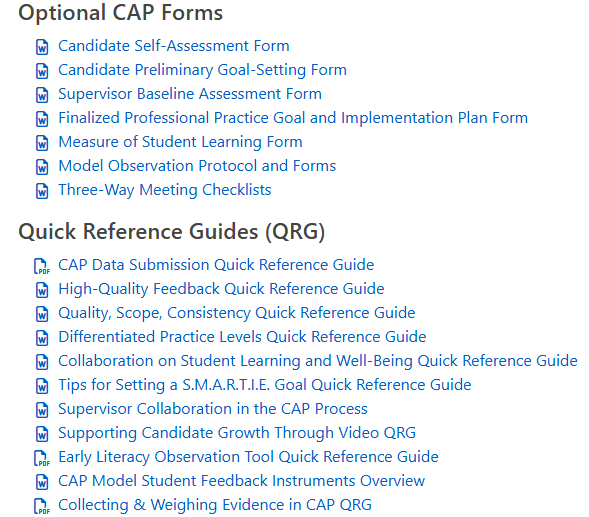 Optional CAP Forms
Candidate Self-Assessment Form
Candidate Preliminary Goal-Setting Form
Supervisor Baseline Assessment Form
Finalized Professional Practice Goal and Implementation Plan Form
Measure of Student Learning Form
Model Observation Protocol and Forms
Three-Way Meeting Checklists
Quick Reference Guides (QRG)
CAP Data Submission Quick Reference Guide
High-Quality Feedback Quick Reference Guide
Quality, Scope, Consistency Quick Reference Guide
Differentiated Practice Levels Quick Reference Guide
Collaboration on Student Learning and Well-Being Quick Reference Guide
Tips for Setting a S.M.A.R.T.I.E. Goal Quick Reference Guide
Supervisor Collaboration in the CAP Process
Supporting Candidate Growth Through Video QRG
Early Literacy Observation Tool Quick Reference Guide
CAP Model Student Feedback Instruments Overview
Collecting & Weighing Evidence in CAP QRG